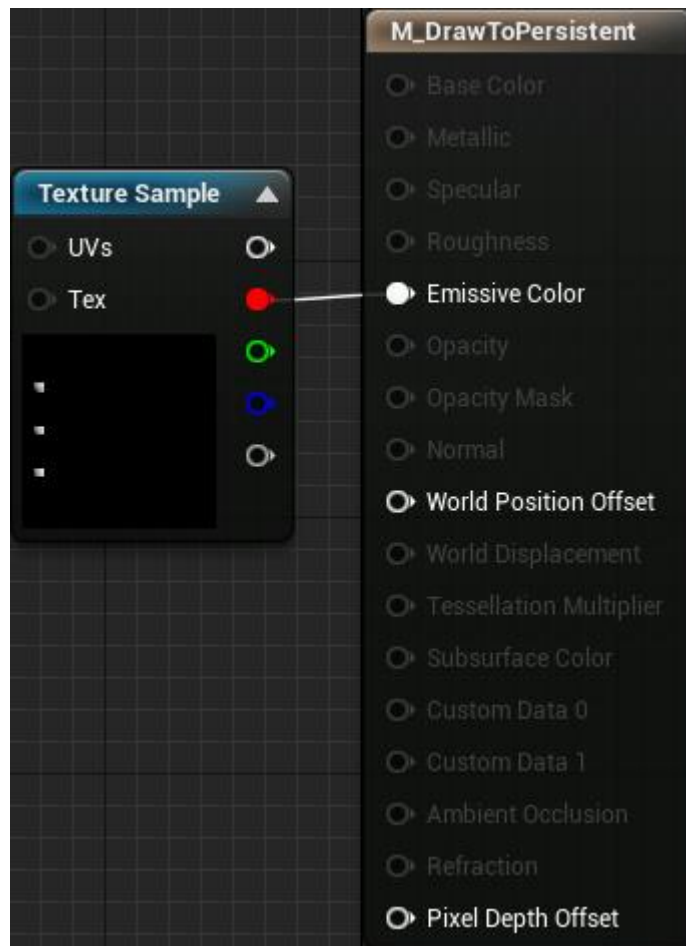 M_DrawToPersistent
Base Color
Metallic
Texture Sample
Specular
UVs
Roughness
Tex
Emissive Color
Opacity
Opacity Mask
Normal
World Position Offset
World Displacement
Tessellation Multiplier
Subsurface Color
Custom Data 0
Custom Data 1
Ambient Occlusion
Refraction
Pixel Depth Offset